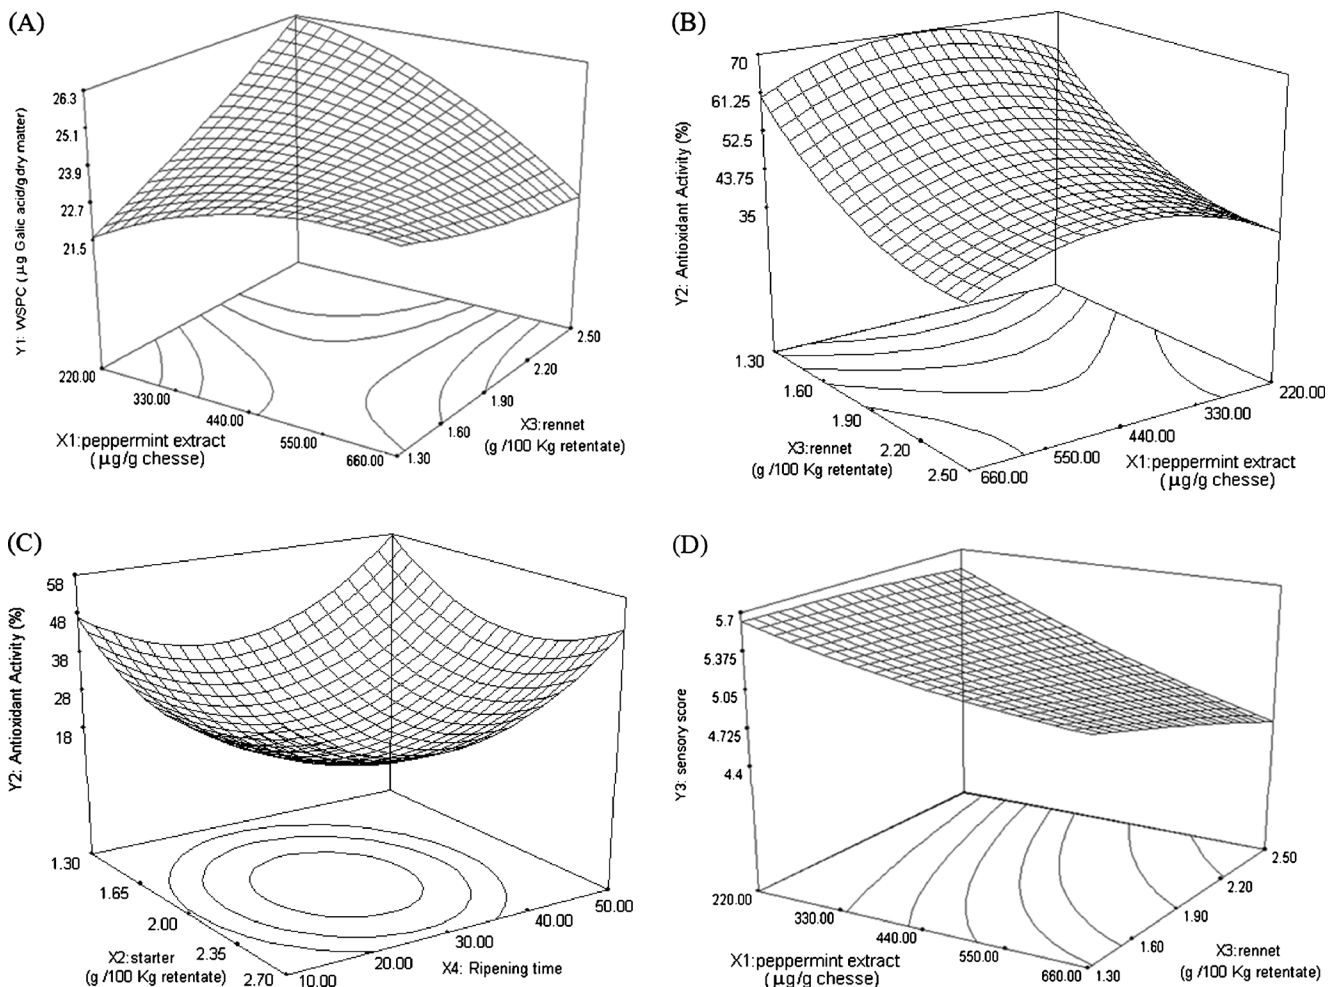 (A)
26.3
25.1
23.9
22.7
21.5
Y1: WSPC (μg Galic acid/gdry matter)
220.00
330.00
440.00
550.00
660.00
X1:peppermint extract
(μg/g chesse)
1.30
1.60
1.90
2.20
2.50
X3:rennet
(g /100 Kg retentate)
(B)
70
61.25
52.5
43.75
35
Y2: Antioxidant Activity (%)
1.30
1.60
1.90
2.20
2.50
X3:rennet
(g /100 Kg retentate)
660.00
550.00
440.00
330.00
220.00
X1:peppermint extract
(μg/g chesse)
(C)
58
48
38
28
18
Y2: Antioxidant Activity (%)
1.30
1.65
2.00
2.35
2.70
X2:starter
(g /100 Kg retentate)
10.00
20.00
30.00
40.00
50.00
X4: Ripening time
(D)
5.7
5.375
5.05
4.725
4.4
Y3: sensory score
220.00
330.00
440.00
550.00
660.00
X1:peppermint extract
(μg/g chesse)
1.30
1.60
1.90
2.20
2.50
X3:rennet
(g /100 Kg retentate)